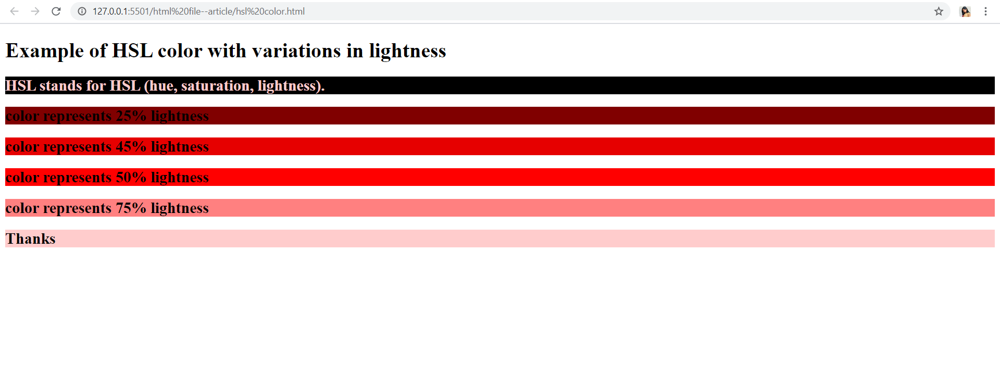 127.0.0.1:5501/html%20file--article/hsl%20color.html
Example of HSL color with variations in lightness
HSL stands for HSL (hue, saturation, lightness).
color represents 25% lightness
color represents 45% lightness
color represents 50% lightness
color represents 75% lightness
Thanks